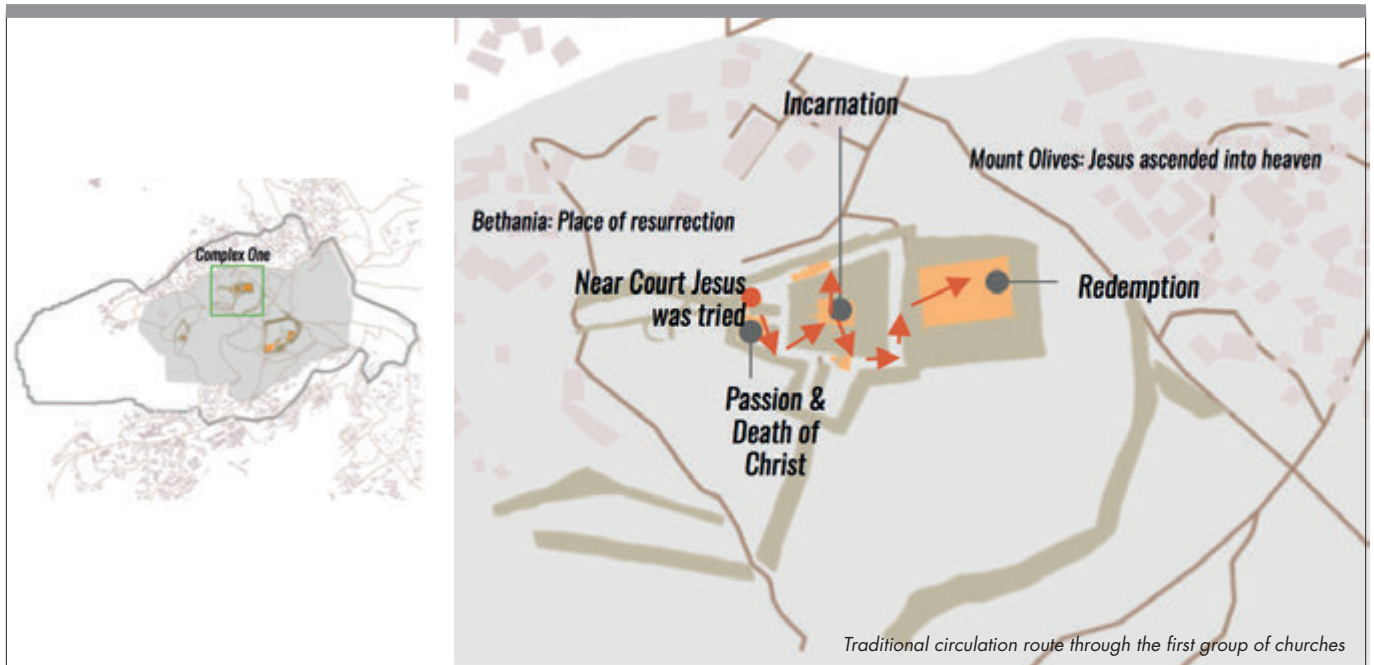 Complex One
Incarnation
Mount Olives: Jesus ascended into heaven
Bethania: Place of resurrection
Near Court Jesus
was tried
Redemption
Passion &
Death of
Christ
Traditional circulation route through the first group of churches